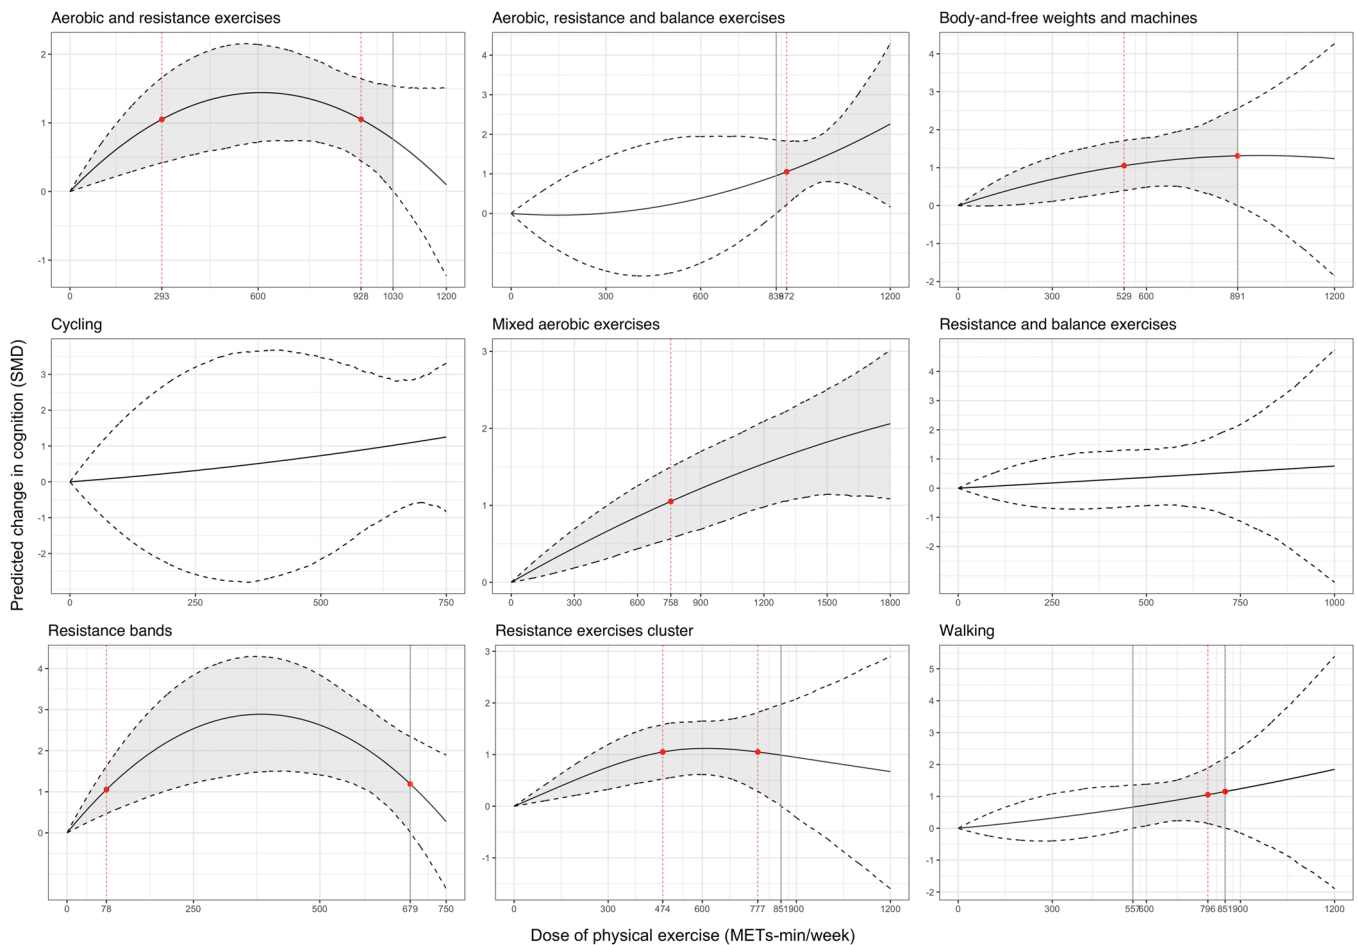 Aerobic and resistance exercises
Aerobic, resistance and balance exercises
Body-and-free weights and machines
2
1
0
-1
0 293 600 928 1030 1200
4
3
2
1
0
0 300 600 872 1200
4
3
2
1
0
-1
-2
0 300 529 600 891 1200
Predicted change in cognition (SMD)
Cycling
Mixed aerobic exercises
Resistance and balance exercises
3
2
1
0
-1
-2
0 250 500 750
3
2
1
0
0 300 600 758 900 1200 1500 1800
4
3
2
1
0
-1
-2
0 250 500 750 1000
Resistance bands
Resistance exercises cluster
Walking
4
3
2
1
0
0 78 250 500 679 750
3
2
1
0
-1
0 300 474 600 777 851 900 1200
5
4
3
2
1
0
-1
-2
0 557 600 796 851 900 1200
Dose of physical exercise (METs-min/week)